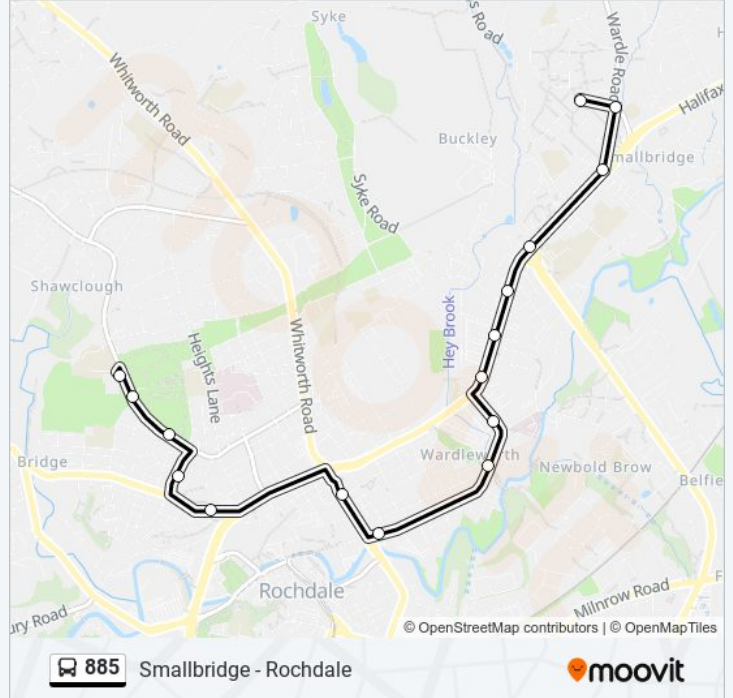 Syke
s Road
Wardle Road
Whitworth Road
Halifax
Buckley
mallbridge
Syke Road
Shawclough
Hey Brook
Whitworth Road
Heights Lane
Bridge
Wardleworth
Newbold Brow
Belfie
Rochdale
Milnrow Road
F
ury Road
© OpenStreetMap contributors | © OpenMapTiles
885 Smallbridge - Rochdale
moovit